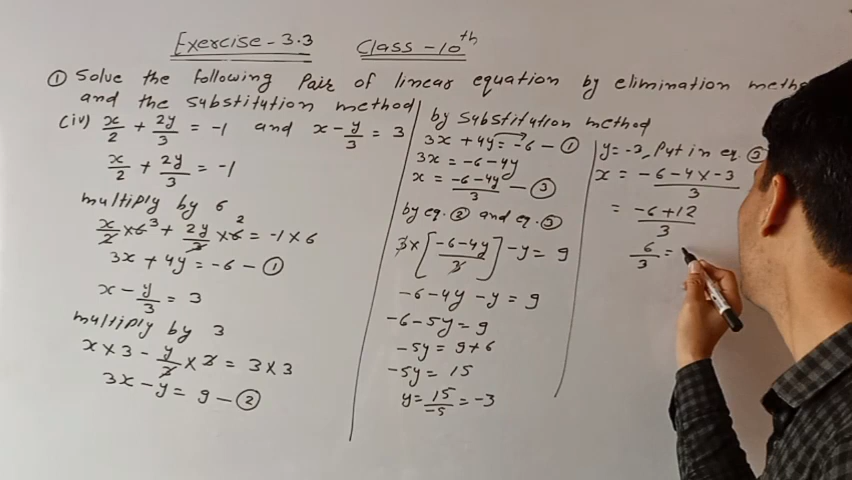 Exercise-3.3 Class-10th
① Solve the following Pair of linear equation by elimination metho
and the substitution method
(iv) x/2 + 2y/3 = -1 and x - y/3 = 3
x/2 + 2y/3 = -1
multiply by 6
x/2 × 6³ + 2y/3 × 6² = -1 × 6
3x + 4y = -6 - ①
x - y/3 = 3
multiply by 3
x × 3 - y/3 × 3 = 3 × 3
3x - y = 9 - ②
by substitution method
3x + 4y = -6 - ①
3x = -6 - 4y
x = -6-4y/3 - ③
by eq. ② and eq. ③
3 × [-6-4y/3] - y = 9
-6 - 4y - y = 9
-6 - 5y = 9
-5y = 9+6
-5y = 15
y = 15/-5 = -3
y = -3, Put in eq. ③
x = -6-4×-3/3
= -6+12/3
6/3 =